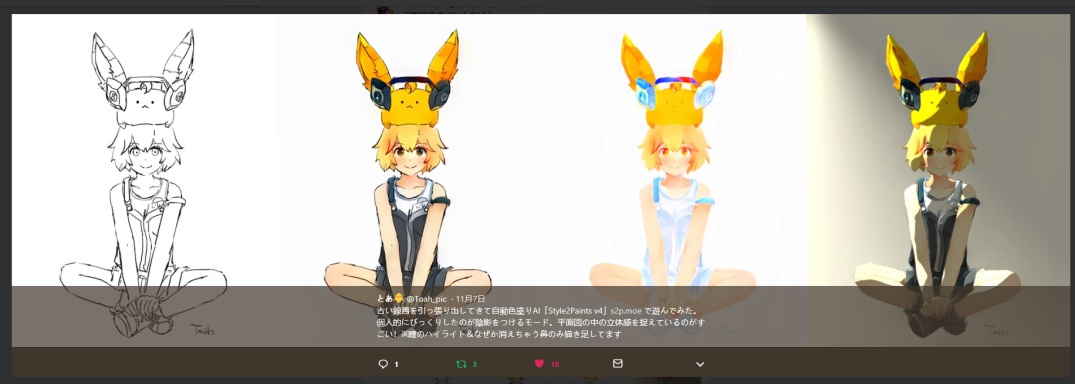 とあ🐥 @Toah_pic · 11月7日
古い線画を引っ張り出してきて自動色塗りAI「Style2Paints v4」s2p.moe で遊んでみた。
個人的にびっくりしたのが陰影をつけるモード。平面図の中の立体感を捉えているのがす
ごい！※瞳のハイライト＆なぜか消えちゃう鼻のみ描き足してます
1 3 18